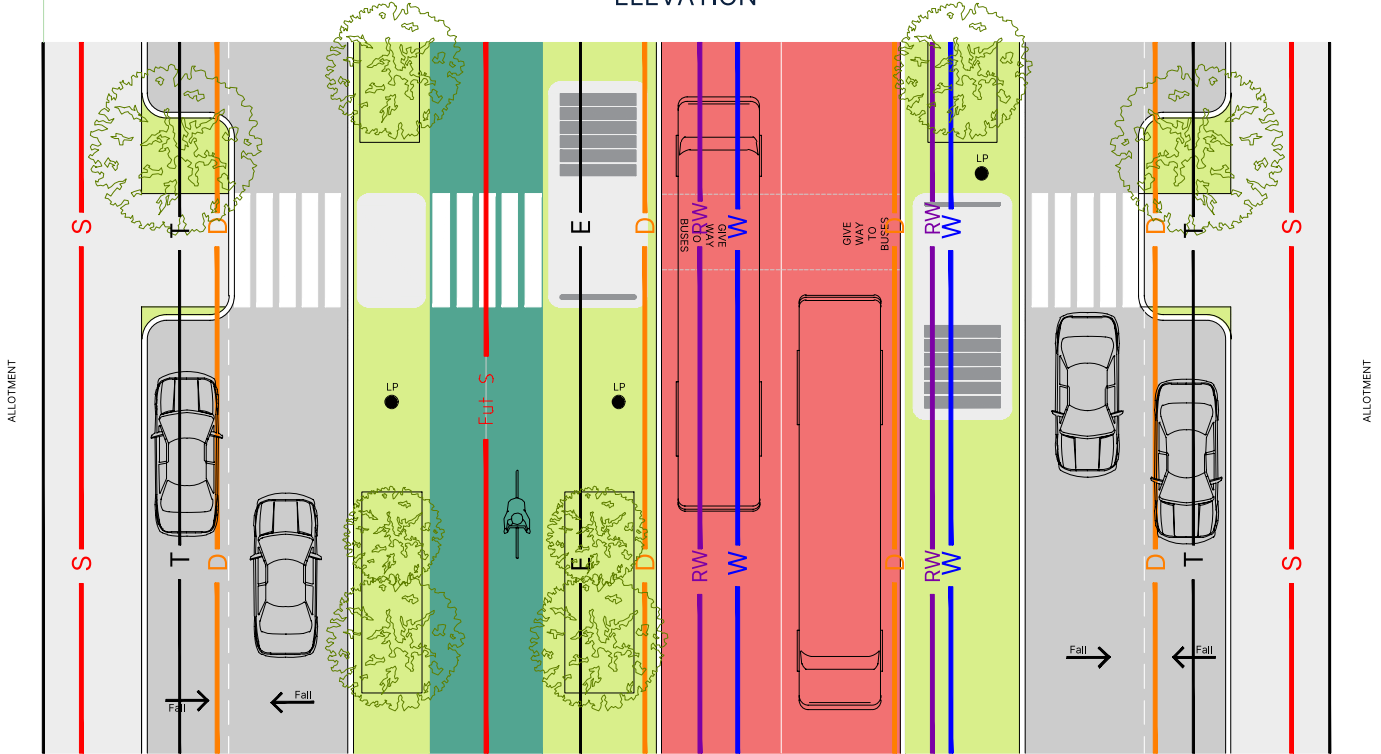 ELEVATION
LP
S
T
D
E
D
RW
W
BUSES
TO
WAY
GIVE
GIVE
WAY
TO
BUSES
D
RW
W
D
T
S
ALLOTMENT
LP
Fut S
LP
ALLOTMENT
S
T
D
E
D
RW
W
D
RW
W
D
T
S
Fall
Fall
Fall
Fall